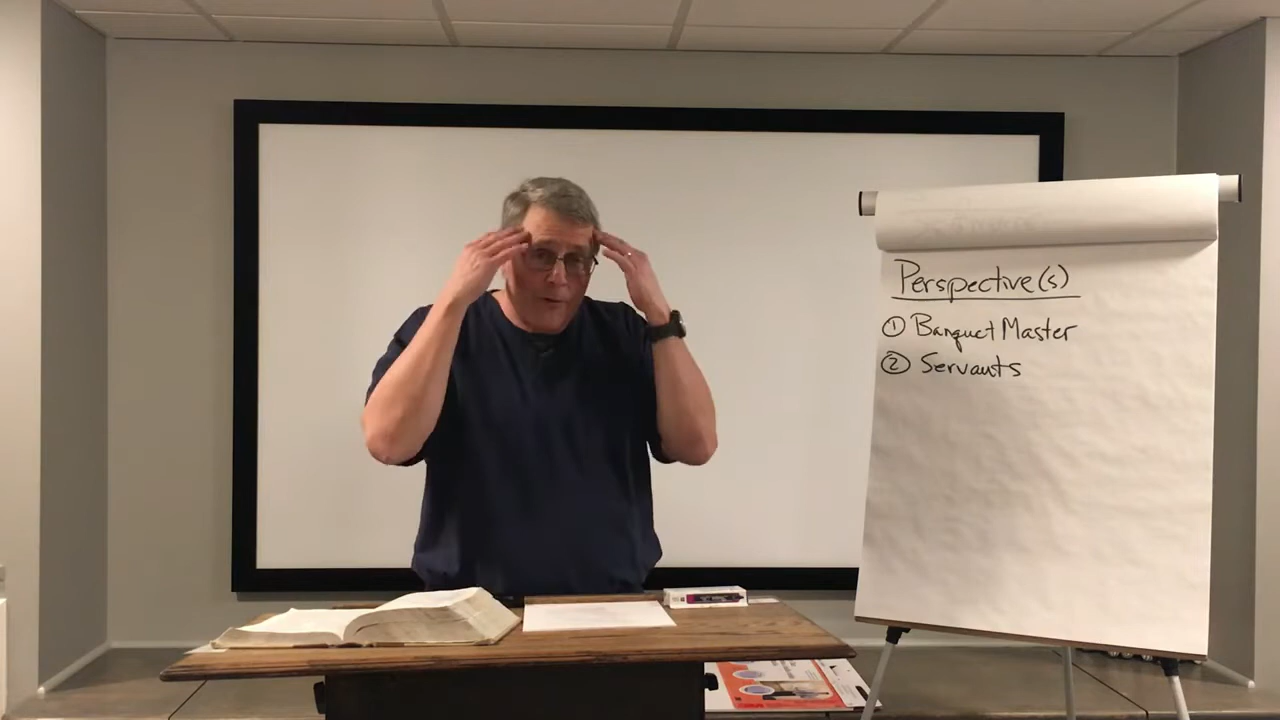 Perspective(s)
① Banquet Master
② Servants